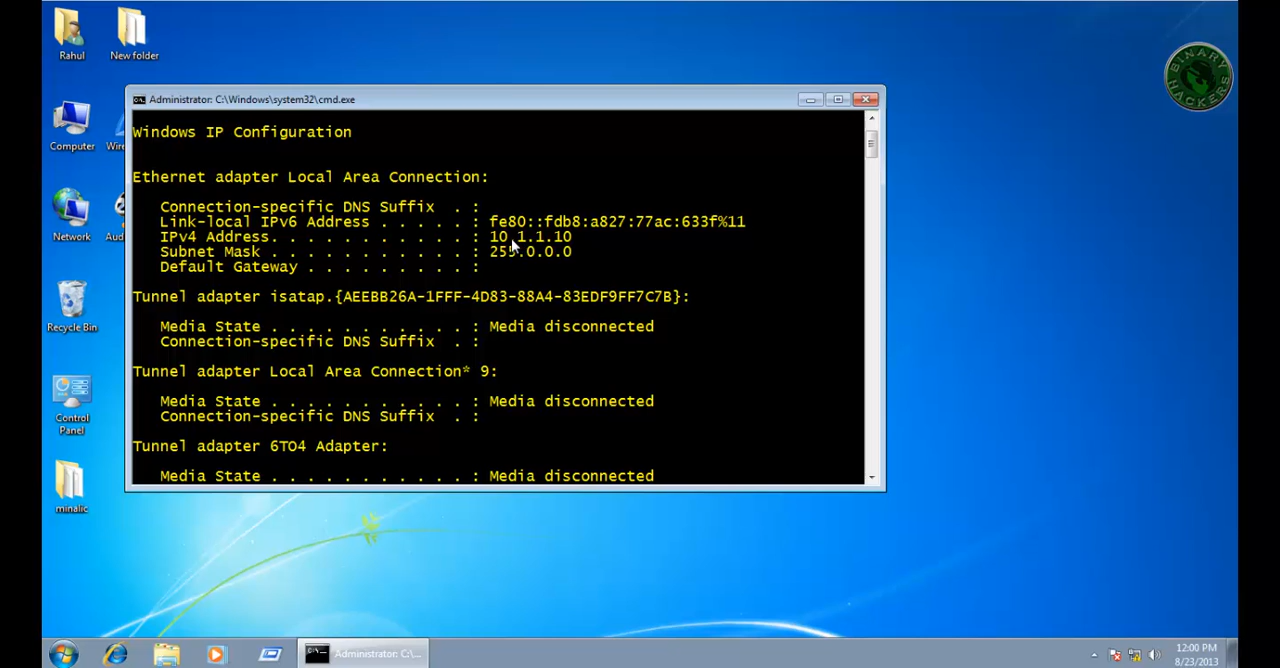 Rahul
New folder
BINARY HACKERS
Computer
Wire
Network
Aud
Recycle Bin
Control
Panel
minalic
Administrator: C:\Windows\system32\cmd.exe
Windows IP Configuration
Ethernet adapter Local Area Connection:
Connection-specific DNS Suffix . :
Link-local IPv6 Address . . . . . : fe80::fdb8:a827:77ac:633f%11
IPv4 Address. . . . . . . . . . . : 10.1.1.10
Subnet Mask . . . . . . . . . . . : 255.0.0.0
Default Gateway . . . . . . . . . :
Tunnel adapter isatap.{AEEBB26A-1FFF-4D83-88A4-83EDF9FF7C7B}:
Media State . . . . . . . . . . . : Media disconnected
Connection-specific DNS Suffix . :
Tunnel adapter Local Area Connection* 9:
Media State . . . . . . . . . . . : Media disconnected
Connection-specific DNS Suffix . :
Tunnel adapter 6TO4 Adapter:
Media State . . . . . . . . . . . : Media disconnected
Administrator: C:\...
12:00 PM
8/23/2013